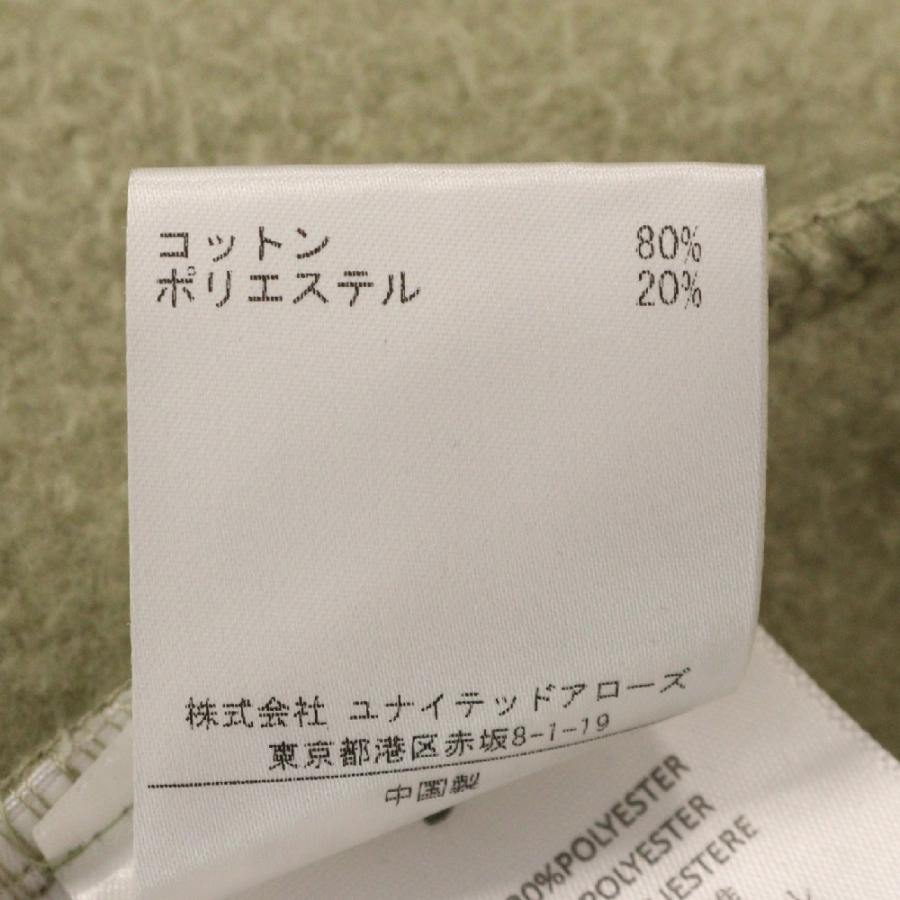 コットン 80%
ポリエステル 20%
株式会社 ユナイテッドアローズ
東京都港区赤坂8-1-19
中国製
POLYESTER
POLYESTER